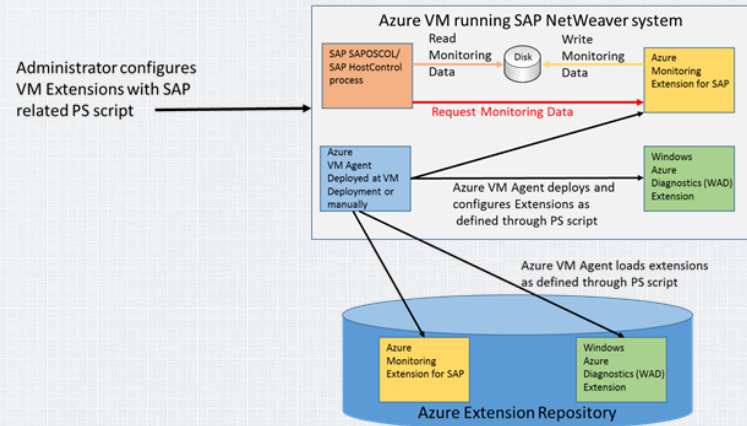 Azure VM running SAP NetWeaver system
Administrator configures
VM Extensions with SAP
related PS script
SAP SAPOSCOL/
SAP HostControl
process
Read
Monitoring
Data
Disk
Write
Monitoring
Data
Azure
Monitoring
Extension for SAP
Request Monitoring Data
Azure
VM Agent
Deployed at VM
Deployment or
manually
Windows
Azure
Diagnostics (WAD)
Extension
Azure VM Agent deploys and
configures Extensions as
defined through PS script
Azure VM Agent loads extensions
as defined through PS script
Azure
Monitoring
Extension for SAP
Windows
Azure
Diagnostics (WAD)
Extension
Azure Extension Repository